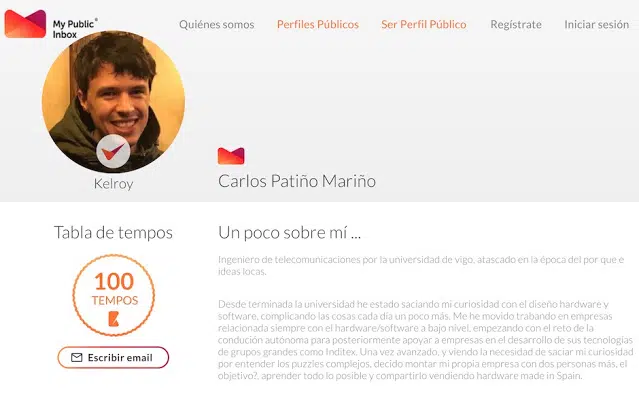 My Public®
Inbox
Quiénes somos
Perfiles Públicos
Ser Perfil Público
Regístrate
Iniciar sesión
Kelroy
Carlos Patiño Mariño
Tabla de tempos
100
TEMPOS
Escribir email
Un poco sobre mí ...
Ingeniero de telecomunicaciones por la universidad de vigo, atascado en la época del por que e
ideas locas.
Desde terminada la universidad he estado saciando mi curiosidad con el diseño hardware y
software, complicando las cosas cada día un poco más. Me he movido trabando en empresas
relacionada siempre con el hardware/software a bajo nivel, empezando con el reto de la
condución autónoma para posteriormente apoyar a empresas en el desarrollo de sus tecnologías
de grupos grandes como Inditex. Una vez avanzado, y viendo la necesidad de saciar mi curiosidad
por entender los puzzles complejos, decido montar mi propia empresa con dos personas más, el
objetivo?, aprender todo lo posible y compartirlo vendiendo hardware made in Spain.